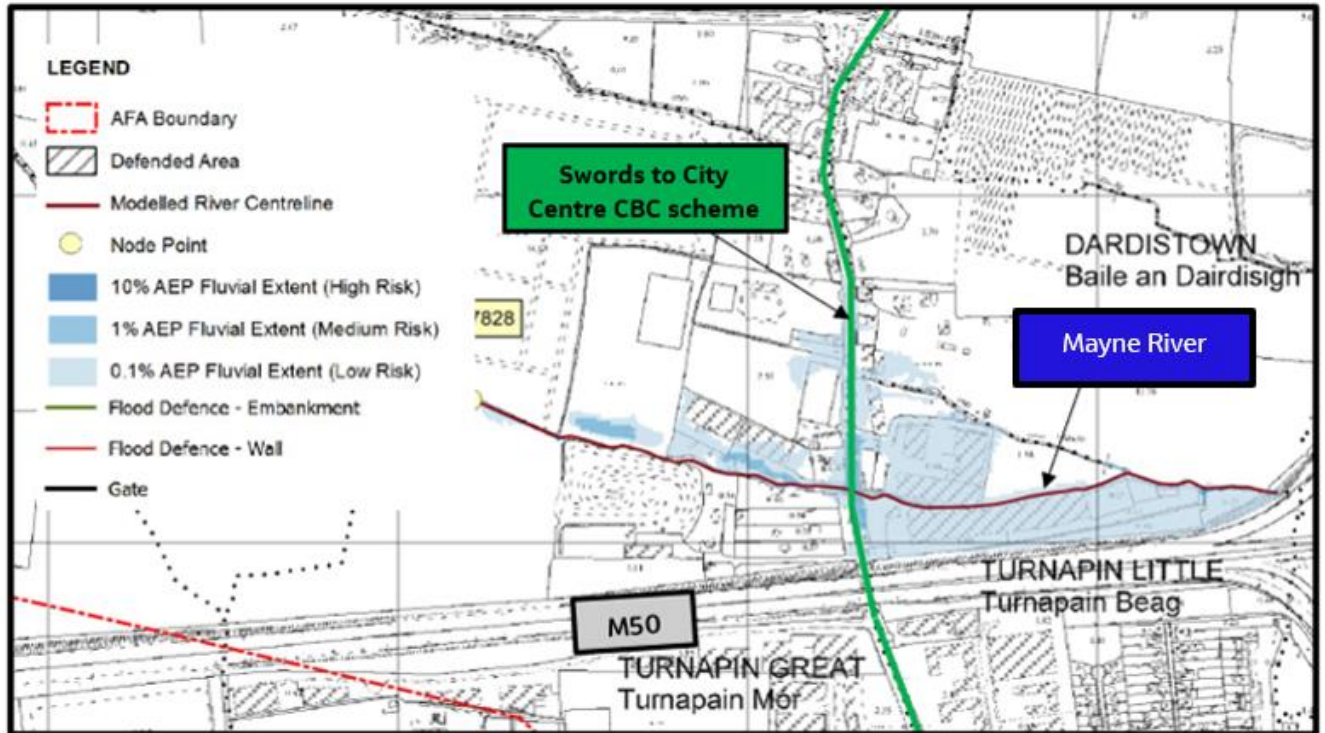 LEGEND
AFA Boundary
Defended Area
Modelled River Centreline
Node Point
10% AEP Fluvial Extent (High Risk)
1% AEP Fluvial Extent (Medium Risk)
0.1% AEP Fluvial Extent (Low Risk)
Flood Defence - Embankment
Flood Defence - Wall
Gate
Swords to City
Centre CBC scheme
7828
DARDISTOWN
Baile an Dairdisigh
Mayne River
M50
TURNAPIN LITTLE
Turnapain Beag
TURNAPIN GREAT
Turnapain Mór